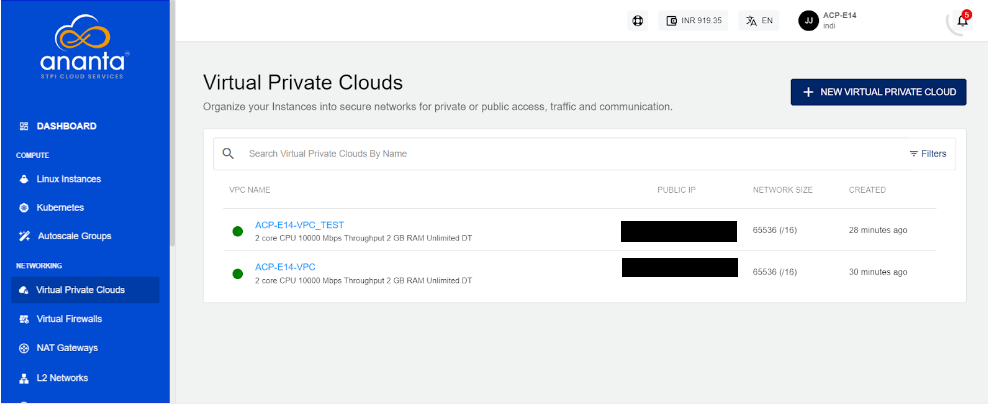 ananta
STPI CLOUD SERVICES
DASHBOARD
COMPUTE
Linux Instances
Kubernetes
Autoscale Groups
NETWORKING
Virtual Private Clouds
Virtual Firewalls
NAT Gateways
L2 Networks
INR 919.35
EN
JJ
ACP-E14
indi
5
Virtual Private Clouds
Organize your Instances into secure networks for private or public access, traffic and communication.
+ NEW VIRTUAL PRIVATE CLOUD
Search Virtual Private Clouds By Name
Filters
VPC NAME PUBLIC IP NETWORK SIZE CREATED
ACP-E14-VPC_TEST
2 core CPU 10000 Mbps Throughput 2 GB RAM Unlimited DT
65536 (/16) 28 minutes ago
ACP-E14-VPC
2 core CPU 10000 Mbps Throughput 2 GB RAM Unlimited DT
65536 (/16) 30 minutes ago